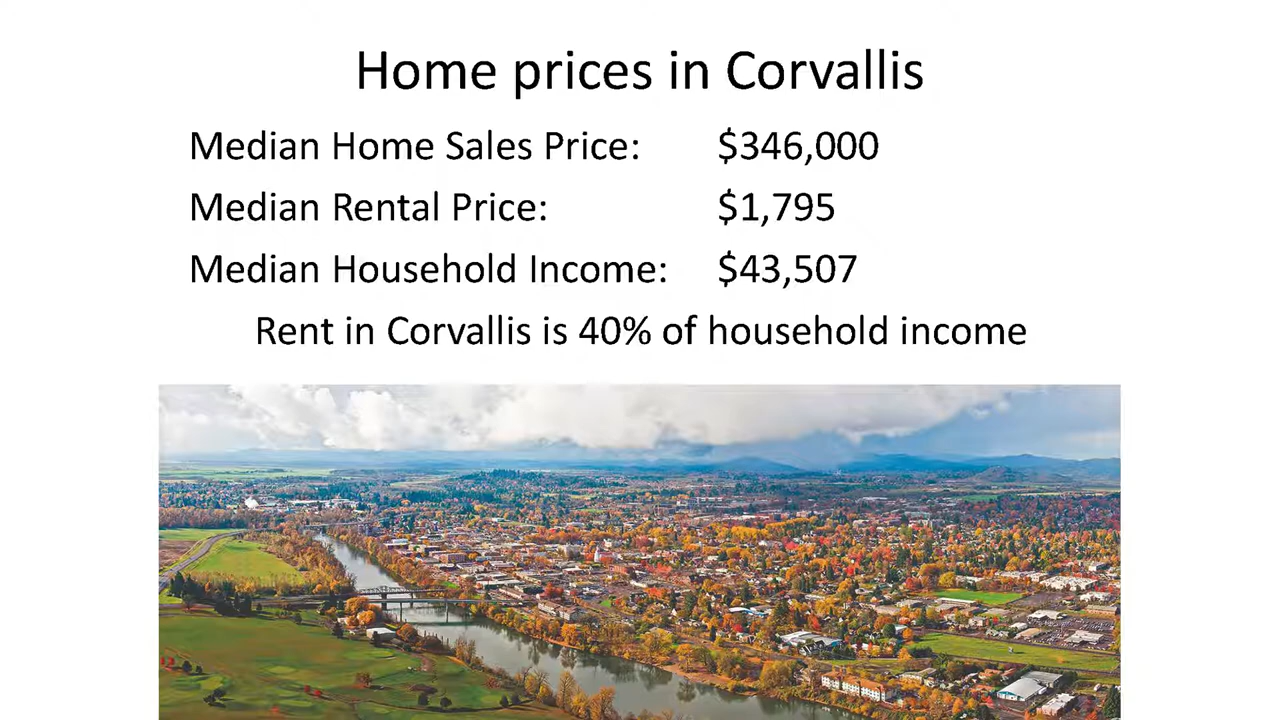 Home prices in Corvallis
Median Home Sales Price: $346,000
Median Rental Price: $1,795
Median Household Income: $43,507
Rent in Corvallis is 40% of household income